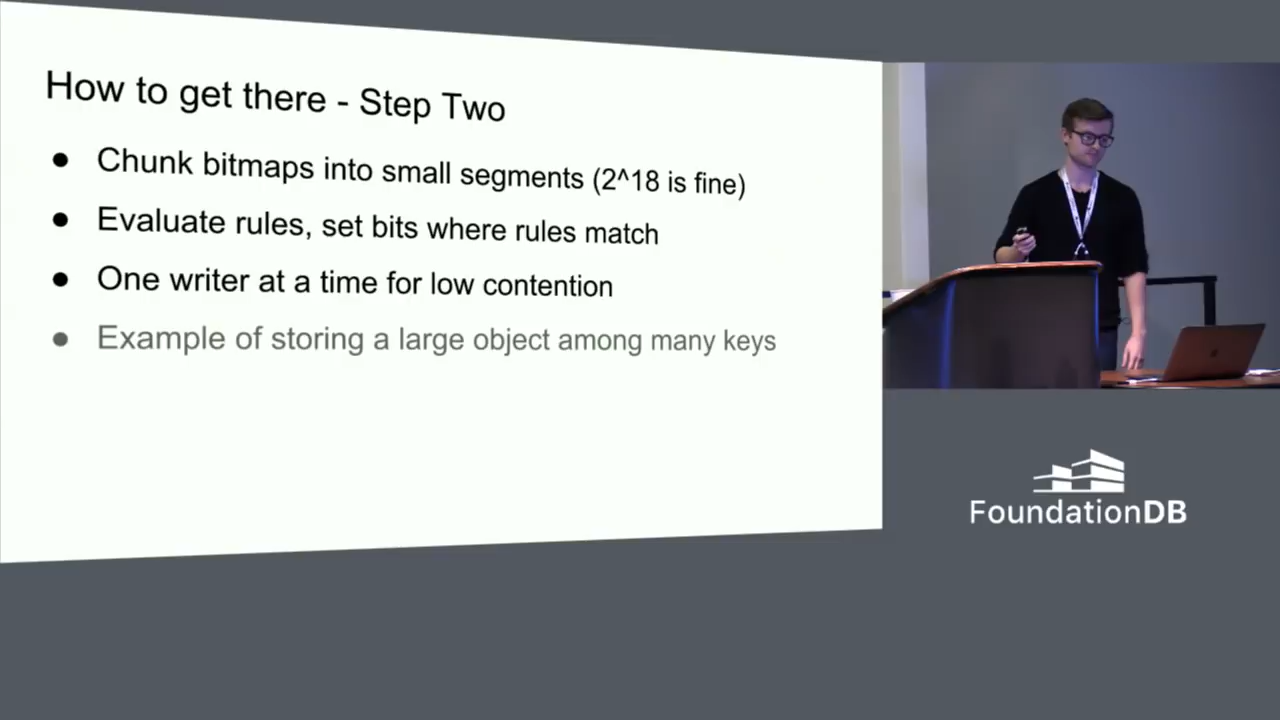 How to get there - Step Two
● Chunk bitmaps into small segments (2^18 is fine)
● Evaluate rules, set bits where rules match
● One writer at a time for low contention
● Example of storing a large object among many keys
FoundationDB